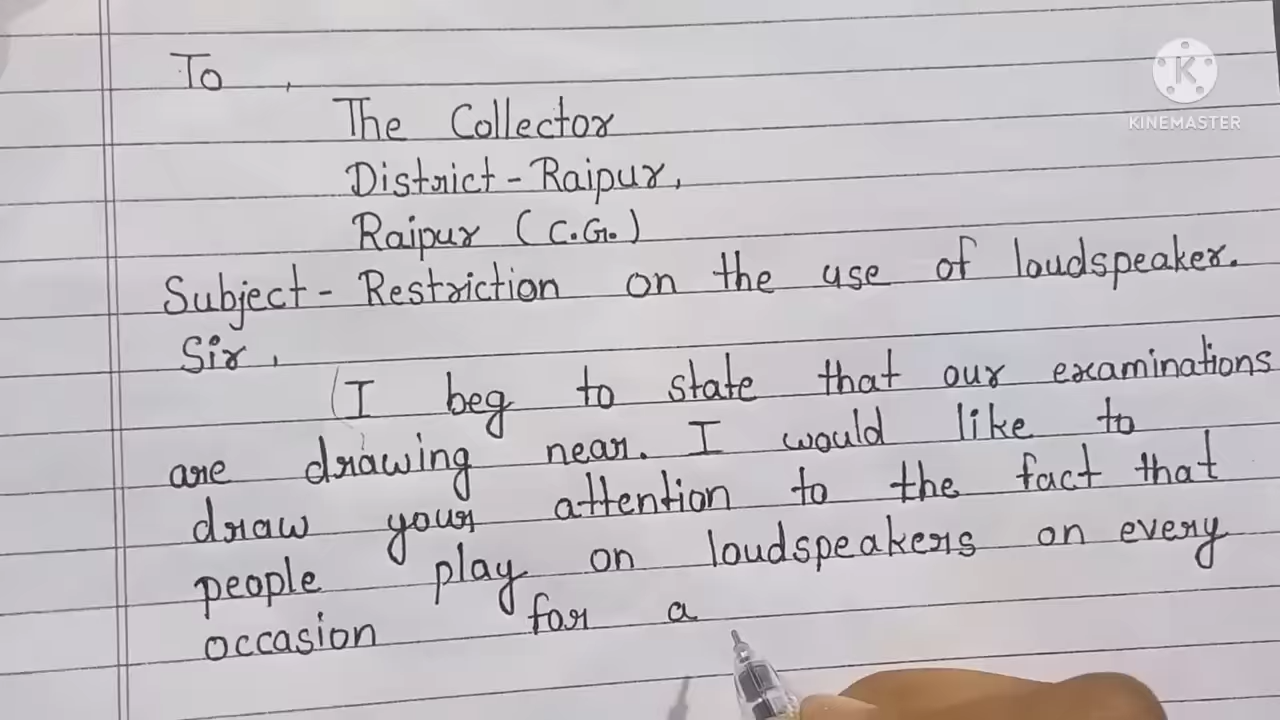 To ,
The Collector
District - Raipur,
Raipur (C.G.)
Subject - Restriction on the use of loudspeaker.
Sir,
I beg to state that our examinations
are drawing near. I would like to
draw your attention to the fact that
people play on loudspeakers on every
occasion for a
K
KINEMASTER